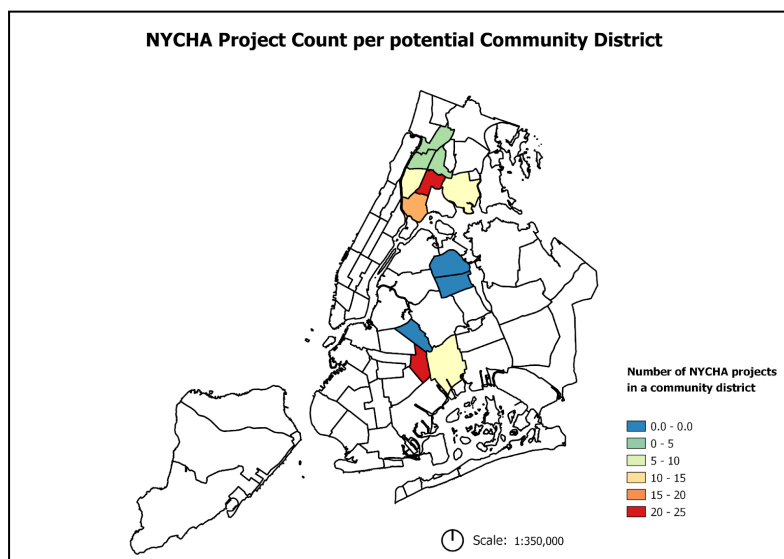 NYCHA Project Count per potential Community District
Number of NYCHA projects
in a community district
0.0 - 0.0
0 - 5
5 - 10
10 - 15
15 - 20
20 - 25
Scale: 1:350,000